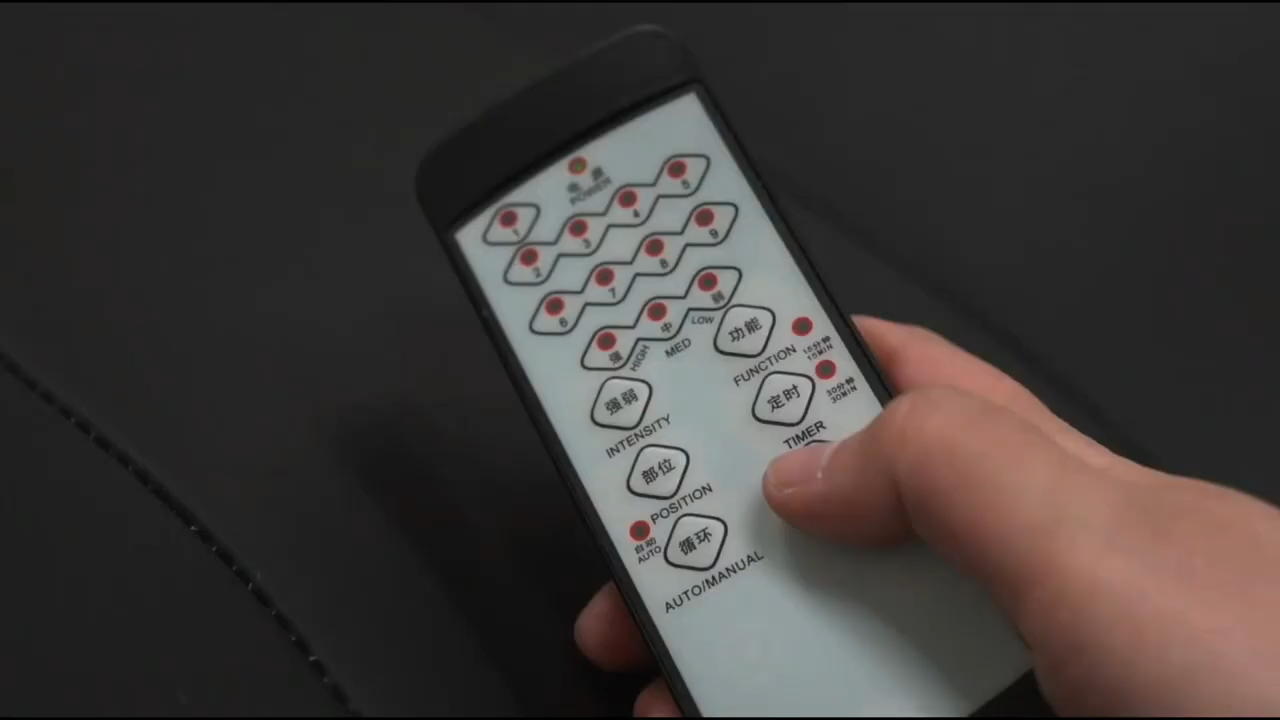 电源
POWER
1
2 3 4 5
6 7 8 9
强 中 弱
HIGH MED LOW
功能
FUNCTION
15分钟
15MIN
强弱
INTENSITY
定时
TIMER
30分钟
30MIN
部位
POSITION
自动
AUTO
循环
AUTO/MANUAL